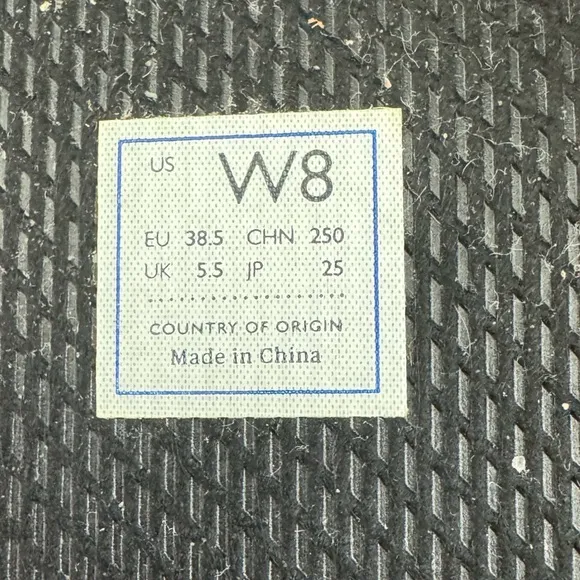 US W8
EU 38.5 CHN 250
UK 5.5 JP 25
COUNTRY OF ORIGIN
Made in China